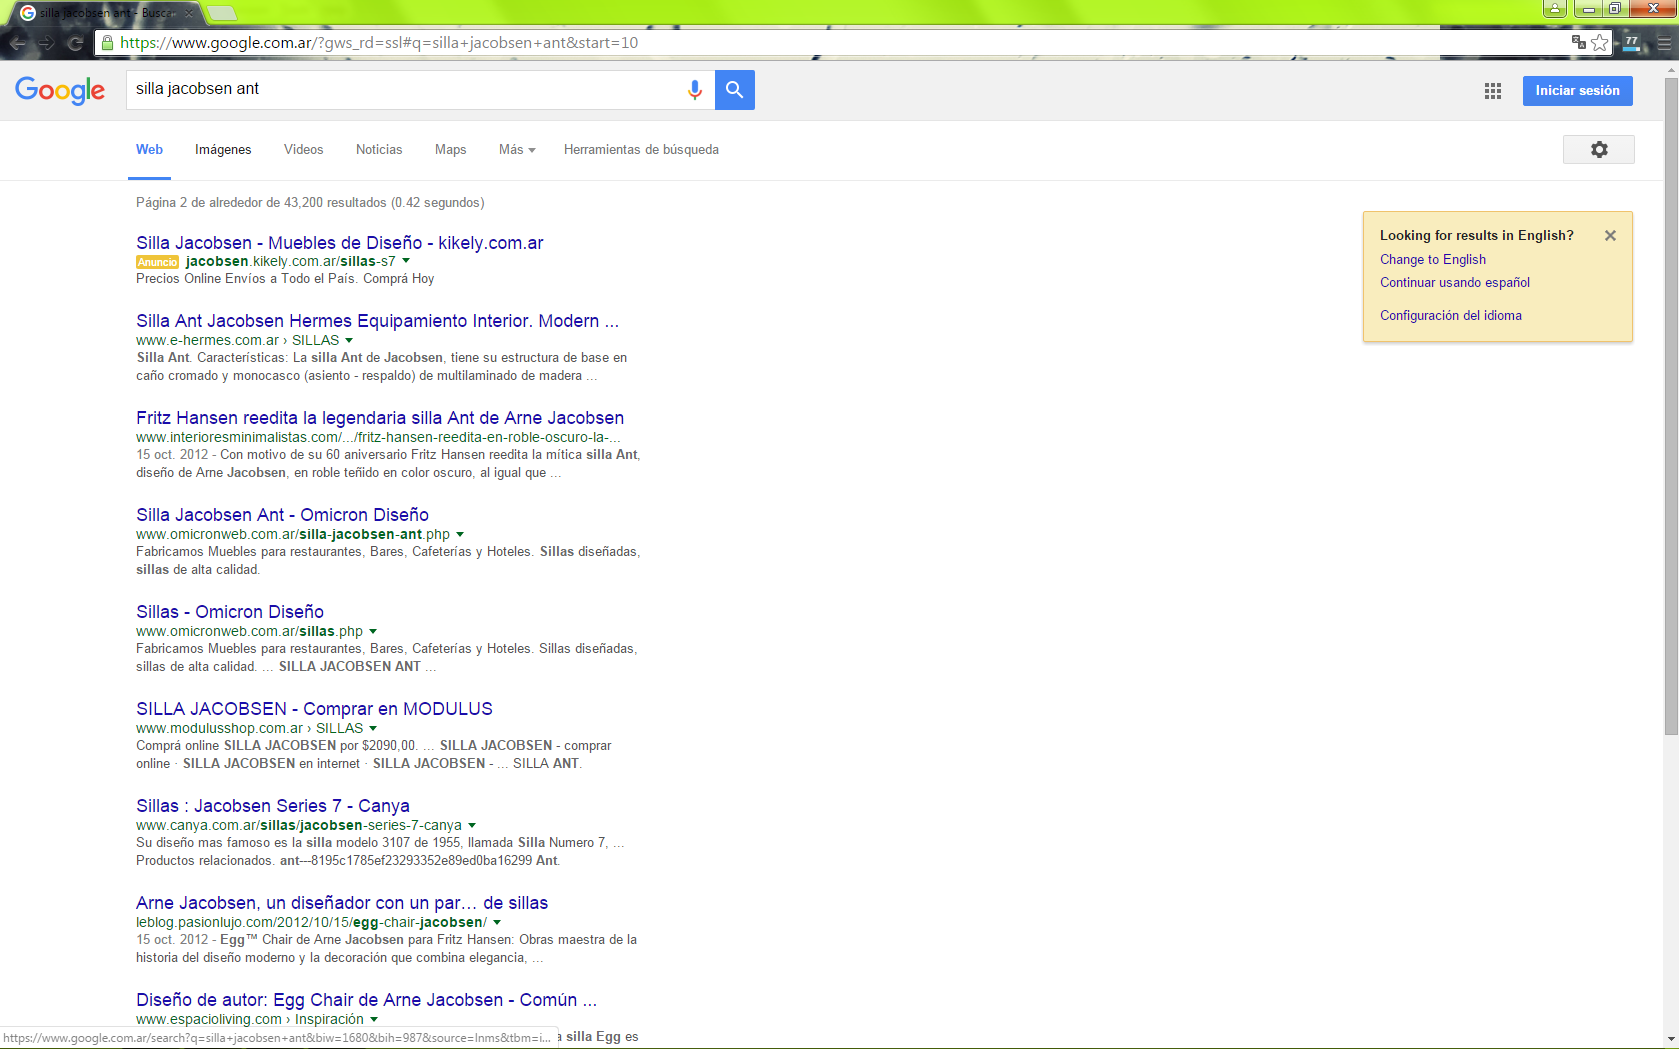 silla jacobsen ant - Busca
https://www.google.com.ar/?gws_rd=ssl#q=silla+jacobsen+ant&start=10
77
Google
silla jacobsen ant
Iniciar sesión
Web Imágenes Videos Noticias Maps Más Herramientas de búsqueda
Página 2 de alrededor de 43,200 resultados (0.42 segundos)
Silla Jacobsen - Muebles de Diseño - kikely.com.ar
Anuncio jacobsen.kikely.com.ar/sillas-s7
Precios Online Envíos a Todo el País. Comprá Hoy
Silla Ant Jacobsen Hermes Equipamiento Interior. Modern ...
www.e-hermes.com.ar › SILLAS
Silla Ant. Características: La silla Ant de Jacobsen, tiene su estructura de base en
caño cromado y monocasco (asiento - respaldo) de multilaminado de madera ...
Fritz Hansen reedita la legendaria silla Ant de Arne Jacobsen
www.interioresminimalistas.com/.../fritz-hansen-reedita-en-roble-oscuro-la-...
15 oct. 2012 - Con motivo de su 60 aniversario Fritz Hansen reedita la mítica silla Ant,
diseño de Arne Jacobsen, en roble teñido en color oscuro, al igual que ...
Silla Jacobsen Ant - Omicron Diseño
www.omicronweb.com.ar/silla-jacobsen-ant.php
Fabricamos Muebles para restaurantes, Bares, Cafeterías y Hoteles. Sillas diseñadas,
sillas de alta calidad.
Sillas - Omicron Diseño
www.omicronweb.com.ar/sillas.php
Fabricamos Muebles para restaurantes, Bares, Cafeterías y Hoteles. Sillas diseñadas,
sillas de alta calidad. ... SILLA JACOBSEN ANT ...
SILLA JACOBSEN - Comprar en MODULUS
www.modulusshop.com.ar › SILLAS
Comprá online SILLA JACOBSEN por $2090,00. ... SILLA JACOBSEN - comprar
online · SILLA JACOBSEN en internet · SILLA JACOBSEN - ... SILLA ANT.
Sillas : Jacobsen Series 7 - Canya
www.canya.com.ar/sillas/jacobsen-series-7-canya
Su diseño mas famoso es la silla modelo 3107 de 1955, llamada Silla Numero 7, ...
Productos relacionados. ant---8195c1785ef23293352e89ed0ba16299 Ant.
Arne Jacobsen, un diseñador con un par… de sillas
leblog.pasionlujo.com/2012/10/15/egg-chair-jacobsen/
15 oct. 2012 - Egg™ Chair de Arne Jacobsen para Fritz Hansen: Obras maestra de la
historia del diseño moderno y la decoración que combina elegancia, ...
Diseño de autor: Egg Chair de Arne Jacobsen - Común ...
www.espacioliving.com › Inspiración
silla Egg es
Looking for results in English?
Change to English
Continuar usando español
Configuración del idioma
https://www.google.com.ar/search?q=silla+jacobsen+ant&biw=1680&bih=987&source=lnms&tbm=i...